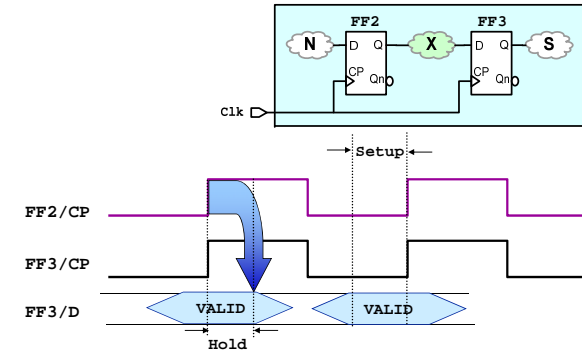 FF2 FF3
N D Q X D Q S
CP Qn CP Qn
Clk
Setup
FF2/CP
FF3/CP
FF3/D VALID VALID
Hold